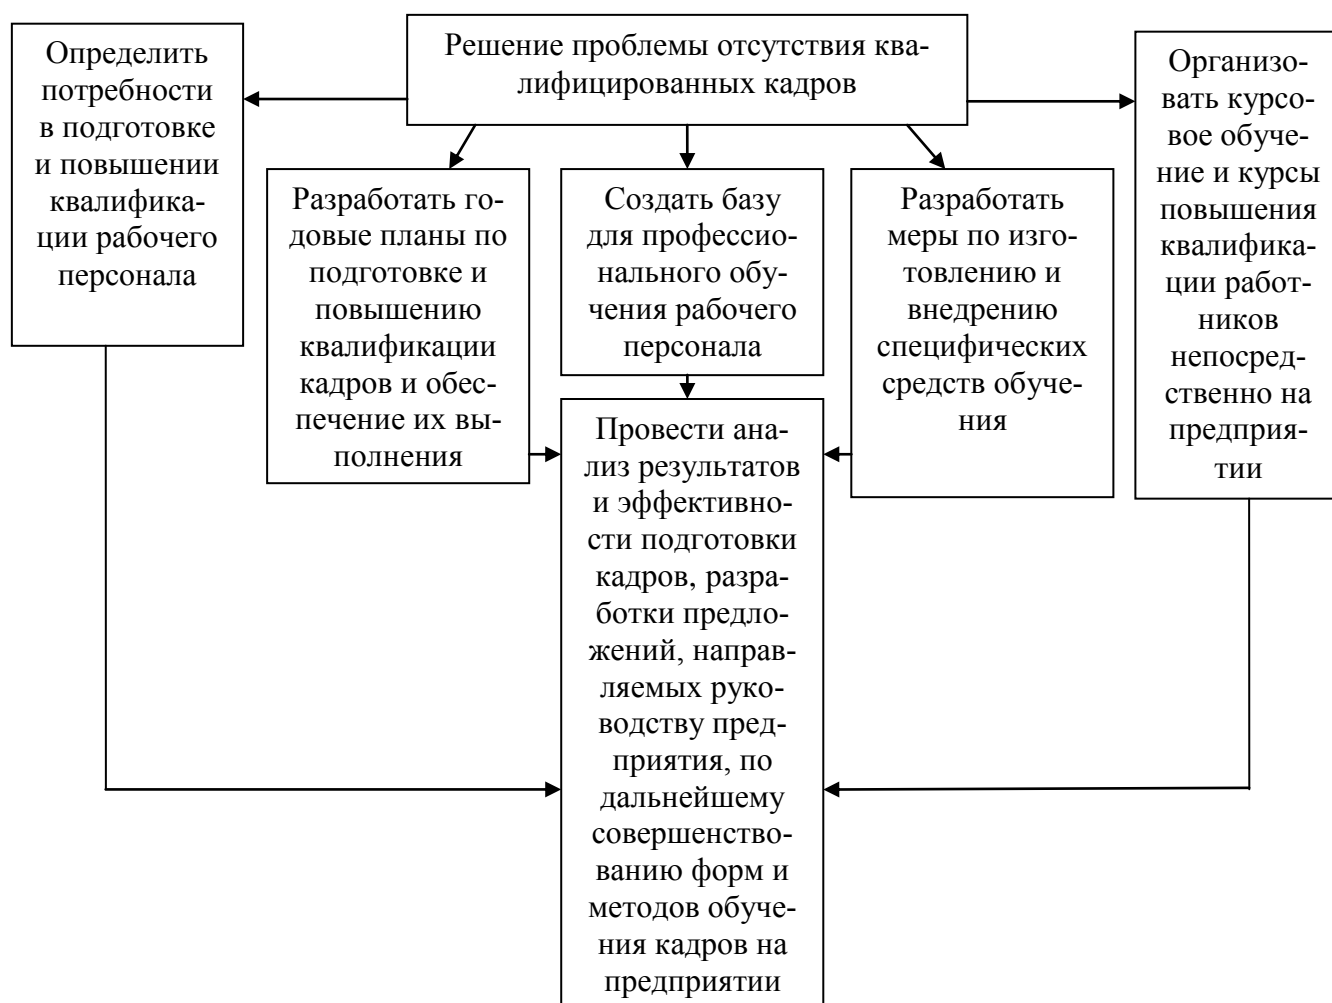 Решение проблемы отсутствия ква-
лифицированных кадров
Определить
потребности
в подготовке
и повышении
квалифика-
ции рабочего
персонала
Разработать го-
довые планы по
подготовке и
повышению
квалификации
кадров и обес-
печение их вы-
полнения
Создать базу
для профессио-
нального обу-
чения рабочего
персонала
Разработать
меры по изго-
товлению и
внедрению
специфических
средств обуче-
ния
Организо-
вать курсо-
вое обуче-
ние и курсы
повышения
квалифика-
ции работ-
ников
непосред-
ственно на
предприя-
тии
Провести ана-
лиз результатов
и эффективно-
сти подготовки
кадров, разра-
ботки предло-
жений, направ-
ляемых руко-
водству пред-
приятия, по
дальнейшему
совершенство-
ванию форм и
методов обуче-
ния кадров на
предприятии